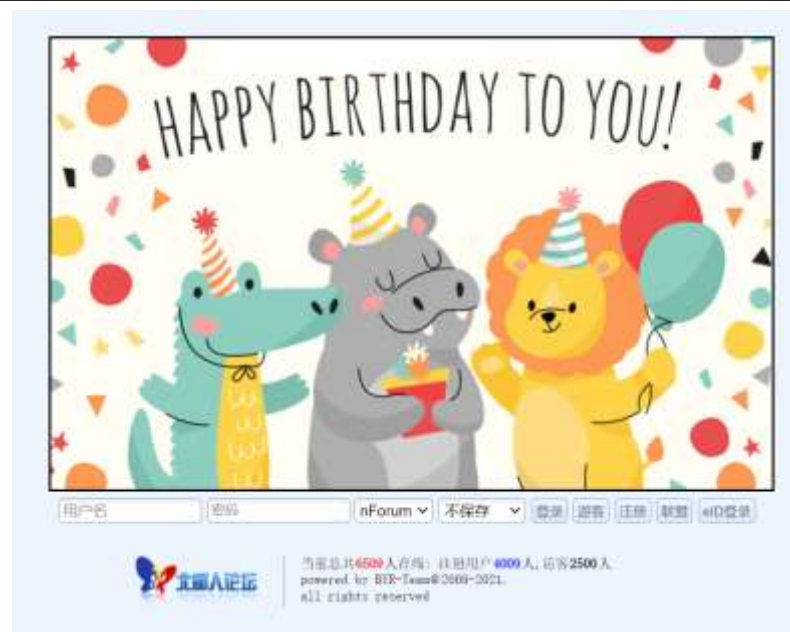 HAPPY BIRTHDAY TO YOU!
用户名 密码 nForum 不保存 登录 游客 注册 联盟 eID登录
北邮人论坛
当前总共6509人在线: 注册用户4009人, 访客2500人
powered by BYR-Team©2009-2021.
all rights reserved